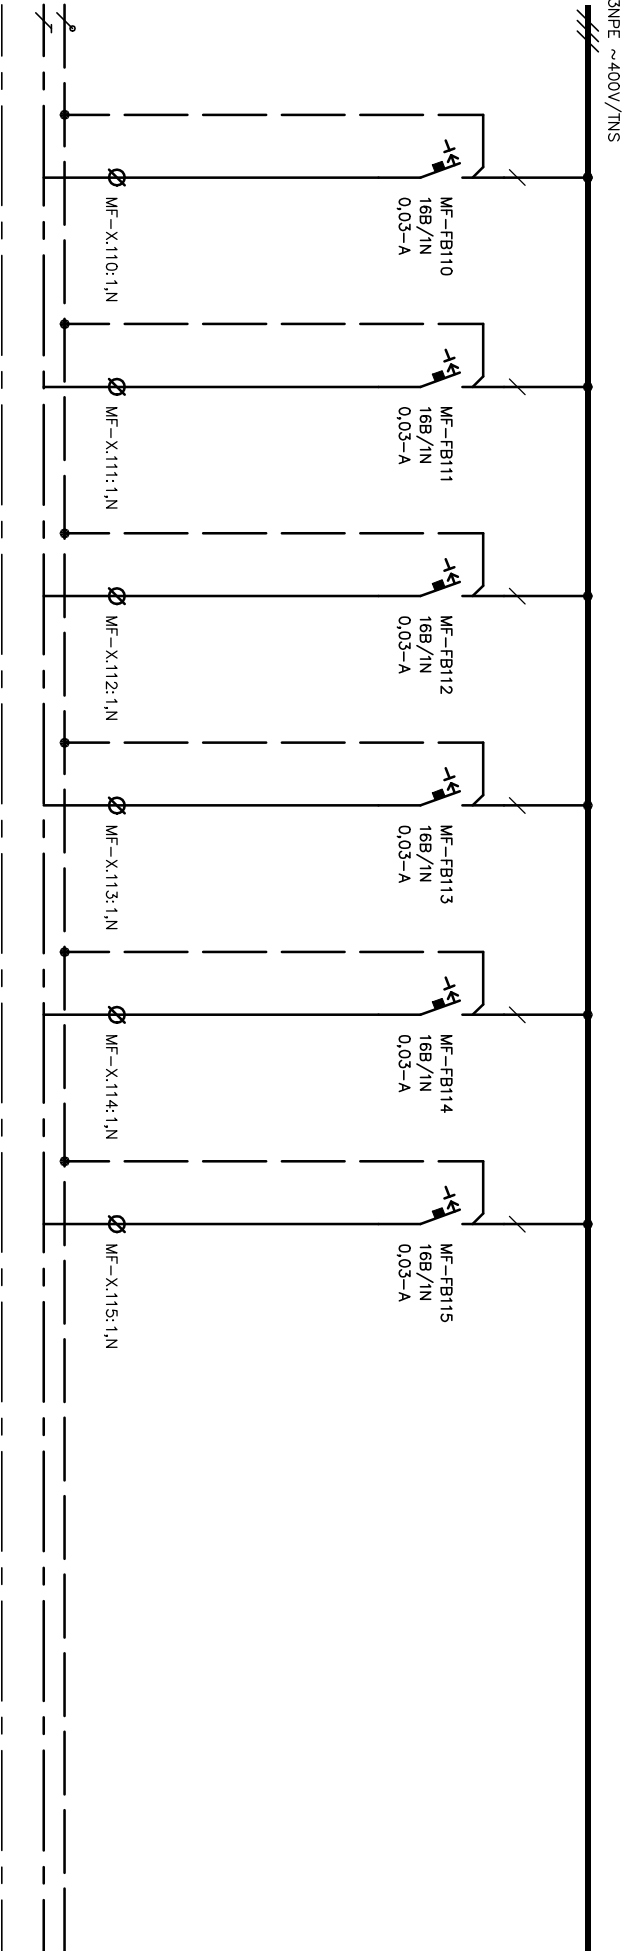 3NPE ~400V/TNS
MF-FB110
16B/1N
0,03-A
MF-X.110:1,N
MF-FB111
16B/1N
0,03-A
MF-X.111:1,N
MF-FB112
16B/1N
0,03-A
MF-X.112:1,N
MF-FB113
16B/1N
0,03-A
MF-X.113:1,N
MF-FB114
16B/1N
0,03-A
MF-X.114:1,N
MF-FB115
16B/1N
0,03-A
MF-X.115:1,N